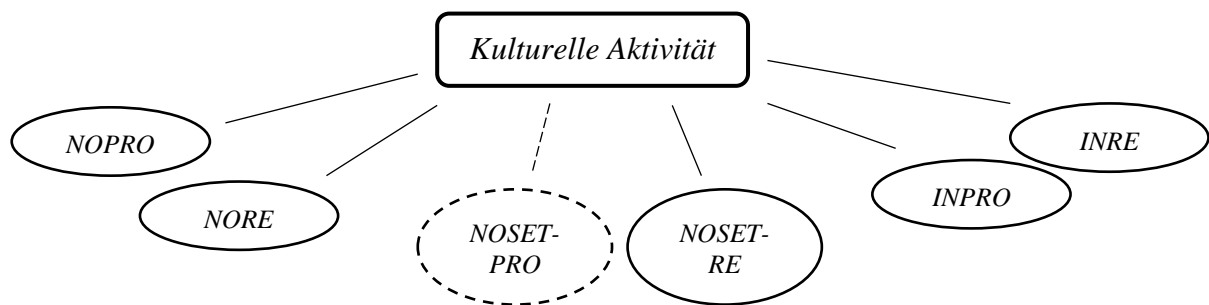 Kulturelle Aktivität
NOPRO
NORE
NOSET-
PRO
NOSET-
RE
INPRO
INRE